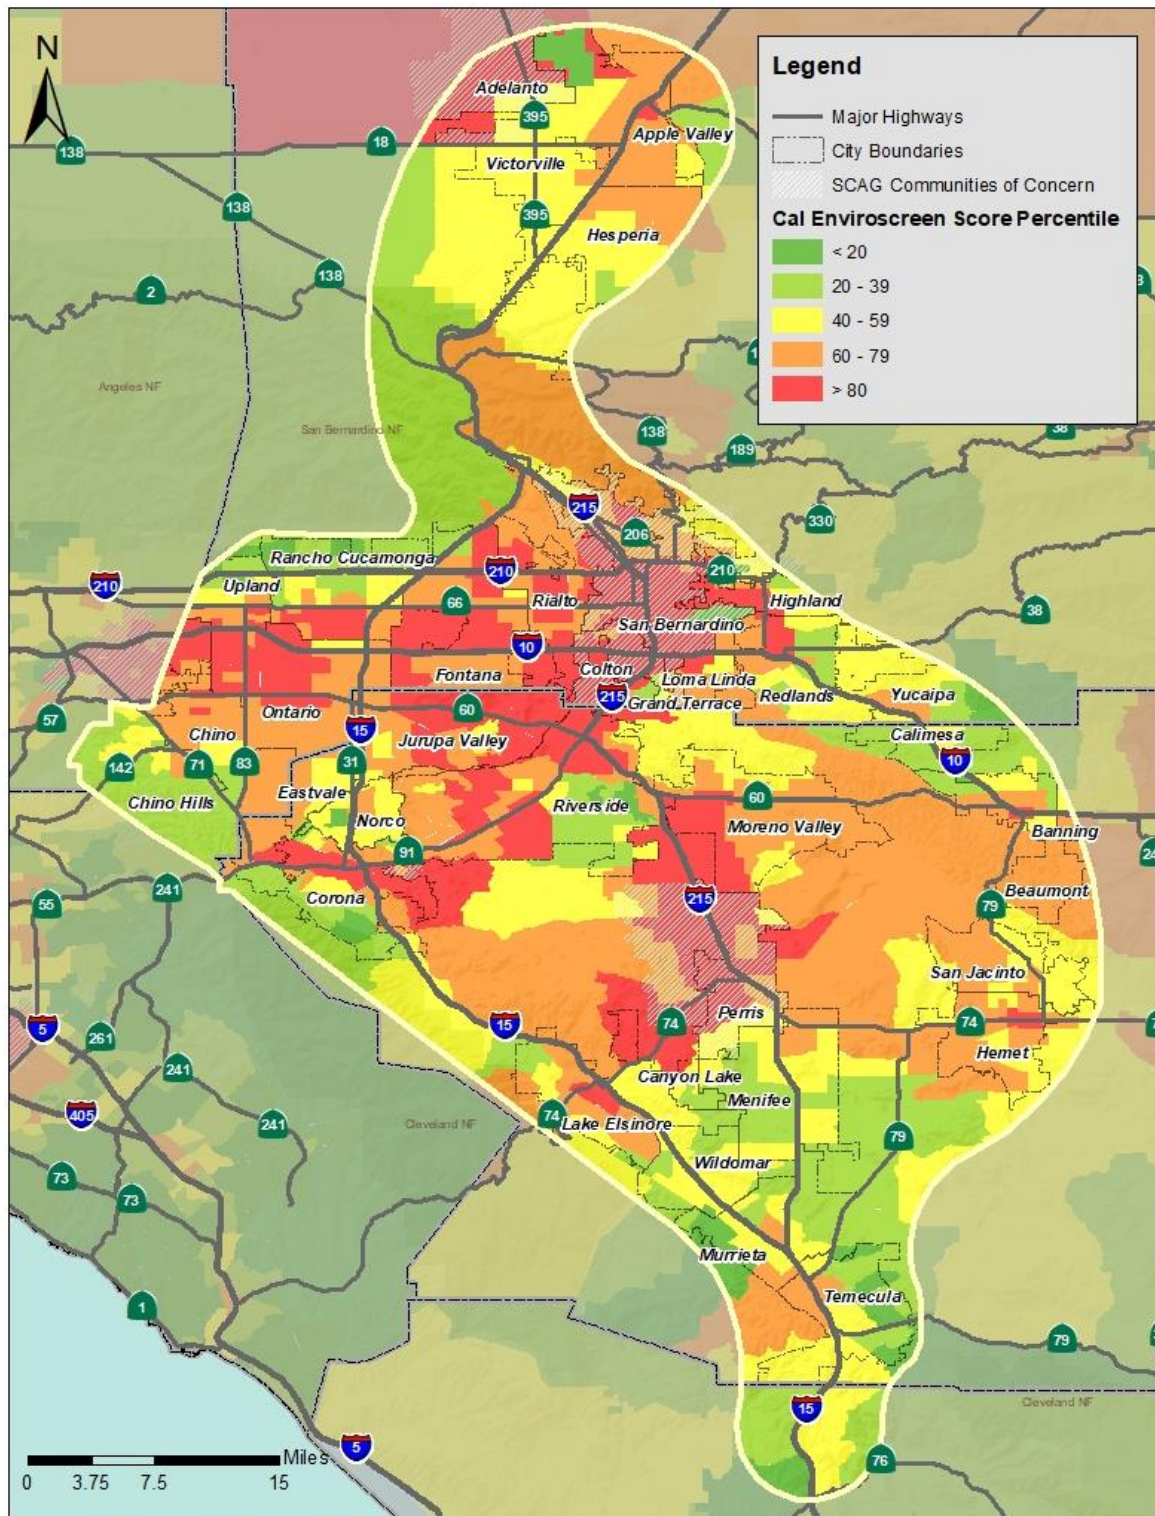 N
Legend
Major Highways
City Boundaries
SCAG Communities of Concern
Cal Enviroscreen Score Percentile
< 20
20 - 39
40 - 59
60 - 79
> 80
Adelanto
395
Apple Valley
18
138
Victorville
138
395
Hesperia
138
2
Angeles NF
San Bernardino NF
138
38
189
215
330
206
Rancho Cucamonga
210
210
210
Upland
66
Rialto
Highland
38
San Bernardino
10
Colton
Fontana
Loma Linda
215
Redlands
Yucaipa
Grand Terrace
57
Ontario
60
15
Chino
Jurupa Valley
Calimesa
142
71
83
31
10
Eastvale
Chino Hills
Riverside
60
Norco
Moreno Valley
Banning
91
241
Corona
215
Beaumont
55
79
San Jacinto
Perris
5
15
74
74
261
Hemet
241
Canyon Lake
405
Menifee
74
241
Lake Elsinore
Cleveland NF
79
Wildomar
73
73
Murrieta
Temecula
1
79
15
Cleveland NF
5
76
Miles
0 3.75 7.5 15